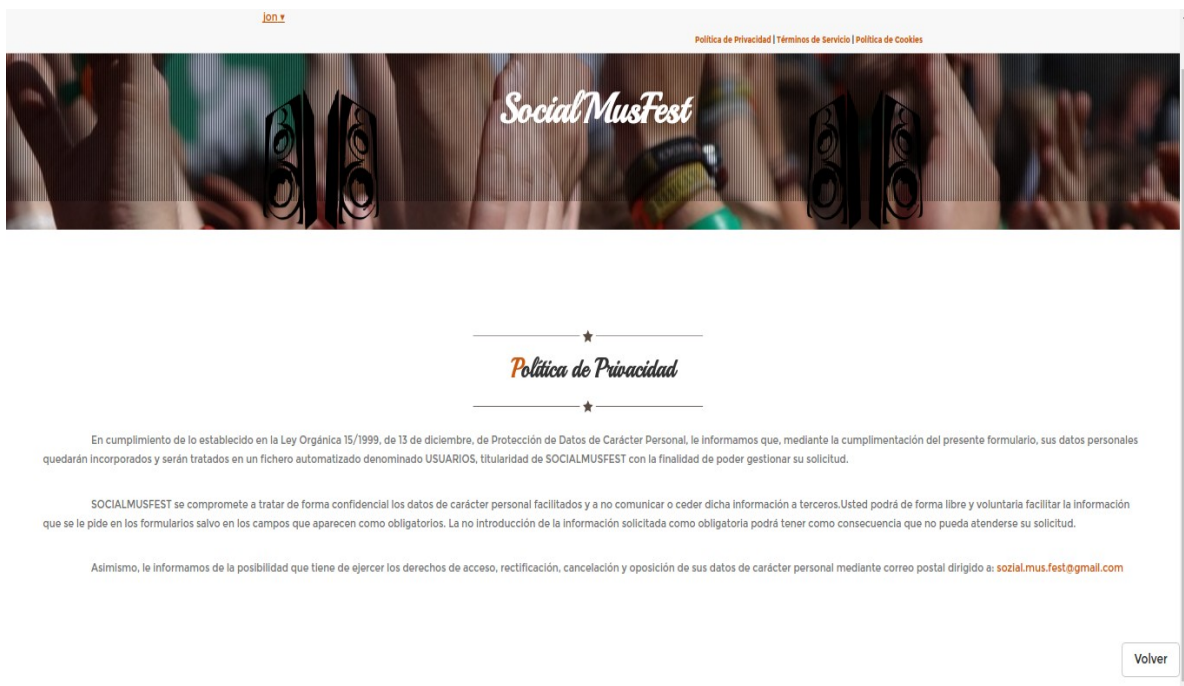 jon ▾
Política de Privacidad | Términos de Servicio | Política de Cookies
SocialMusFest
Política de Privacidad
En cumplimiento de lo establecido en la Ley Orgánica 15/1999, de 13 de diciembre, de Protección de Datos de Carácter Personal, le informamos que, mediante la cumplimentación del presente formulario, sus datos personales
quedarán incorporados y serán tratados en un fichero automatizado denominado USUARIOS, titularidad de SOCIALMUSFEST con la finalidad de poder gestionar su solicitud.
SOCIALMUSFEST se compromete a tratar de forma confidencial los datos de carácter personal facilitados y a no comunicar o ceder dicha información a terceros.Usted podrá de forma libre y voluntaria facilitar la información
que se le pide en los formularios salvo en los campos que aparecen como obligatorios. La no introducción de la información solicitada como obligatoria podrá tener como consecuencia que no pueda atenderse su solicitud.
Asimismo, le informamos de la posibilidad que tiene de ejercer los derechos de acceso, rectificación, cancelación y oposición de sus datos de carácter personal mediante correo postal dirigido a: sozial.mus.fest@gmail.com
Volver